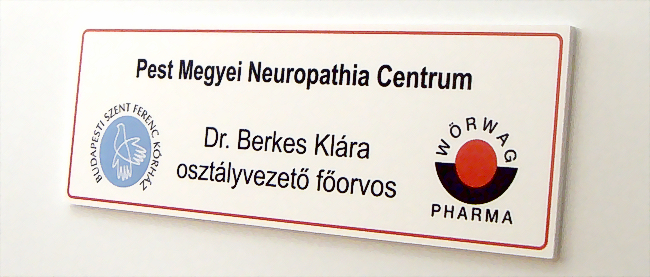 Pest Megyei Neuropathia Centrum
BUDAPESTI SZENT FERENC KÓRHÁZ
Dr. Berkes Klára
osztályvezető főorvos
WÖRWAG
PHARMA